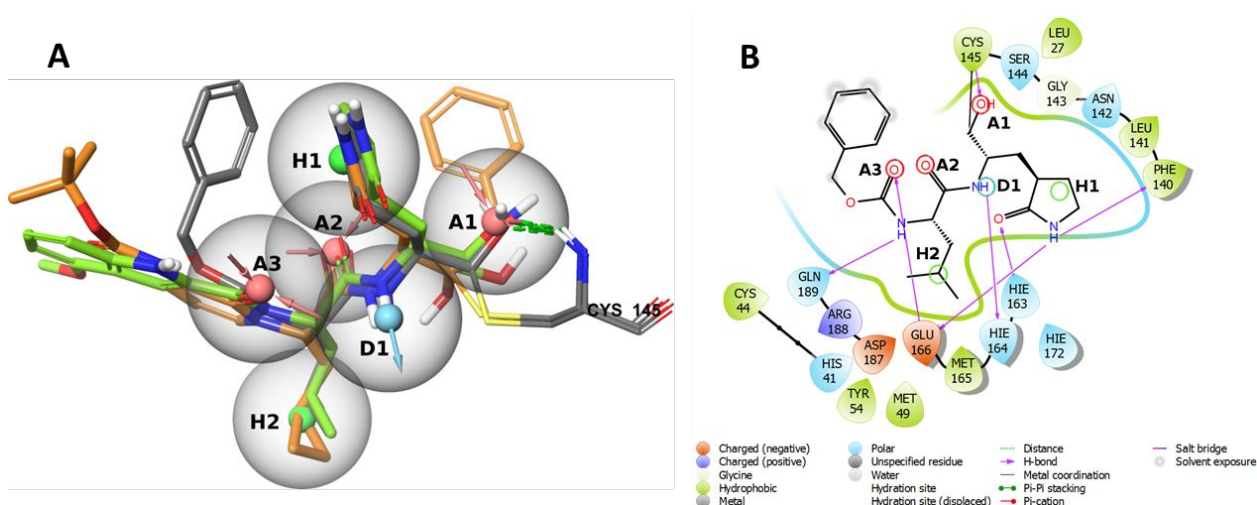 A
H1
A1
A2
A3
CYS 145
D1
H2
B
LEU
27
CYS
145
SER
144
GLY
143
ASN
142
LEU
141
PHE
140
OH
A1
A3
A2
O
O
NH
D1
H1
O
O
N
H
N
H
H2
GLN
189
HIE
163
CYS
44
ARG
188
ASP
187
GLU
166
HIE
164
HIE
172
HIS
41
MET
165
TYR
54
MET
49
Charged (negative)
Charged (positive)
Glycine
Hydrophobic
Metal
Polar
Unspecified residue
Water
Hydration site
Hydration site (displaced)
Distance
H-bond
Metal coordination
Pi-Pi stacking
Pi-cation
Salt bridge
Solvent exposure